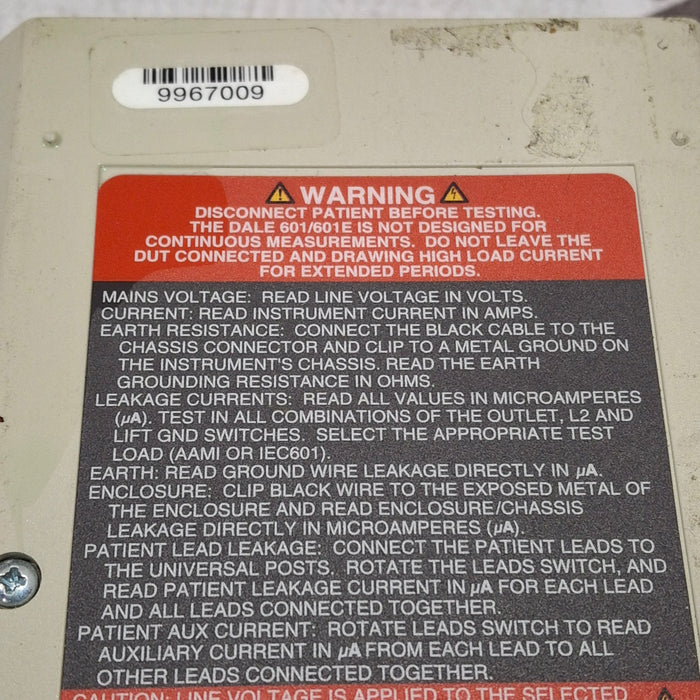 9967009
WARNING
DISCONNECT PATIENT BEFORE TESTING.
THE DALE 601/601E IS NOT DESIGNED FOR
CONTINUOUS MEASUREMENTS. DO NOT LEAVE THE
DUT CONNECTED AND DRAWING HIGH LOAD CURRENT
FOR EXTENDED PERIODS.
MAINS VOLTAGE: READ LINE VOLTAGE IN VOLTS.
CURRENT: READ INSTRUMENT CURRENT IN AMPS.
EARTH RESISTANCE: CONNECT THE BLACK CABLE TO THE
CHASSIS CONNECTOR AND CLIP TO A METAL GROUND ON
THE INSTRUMENT'S CHASSIS. READ THE EARTH
GROUNDING RESISTANCE IN OHMS.
LEAKAGE CURRENTS: READ ALL VALUES IN MICROAMPERES
(µA). TEST IN ALL COMBINATIONS OF THE OUTLET, L2 AND
LIFT GND SWITCHES. SELECT THE APPROPRIATE TEST
LOAD (AAMI OR IEC601).
EARTH: READ GROUND WIRE LEAKAGE DIRECTLY IN µA.
ENCLOSURE: CLIP BLACK WIRE TO THE EXPOSED METAL OF
THE ENCLOSURE AND READ ENCLOSURE/CHASSIS
LEAKAGE DIRECTLY IN MICROAMPERES (µA).
PATIENT LEAD LEAKAGE: CONNECT THE PATIENT LEADS TO
THE UNIVERSAL POSTS. ROTATE THE LEADS SWITCH, AND
READ PATIENT LEAKAGE CURRENT IN µA FOR EACH LEAD
AND ALL LEADS CONNECTED TOGETHER.
PATIENT AUX CURRENT: ROTATE LEADS SWITCH TO READ
AUXILIARY CURRENT IN µA FROM EACH LEAD TO ALL
OTHER LEADS CONNECTED TOGETHER.
CAUTION: LINE VOLTAGE IS APPLIED TO THE SELECTED